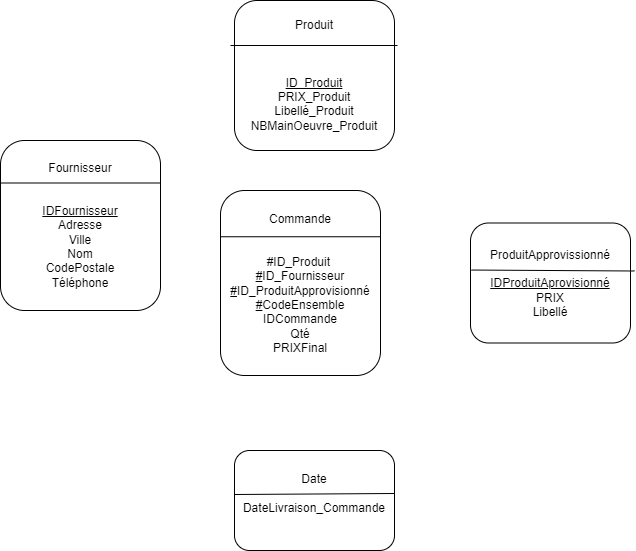 Produit
ID_Produit
PRIX_Produit
Libellé_Produit
NBMainOeuvre_Produit
Fournisseur
IDFournisseur
Adresse
Ville
Nom
CodePostale
Téléphone
Commande
#ID_Produit
#ID_Fournisseur
#ID_ProduitApprovisionné
#CodeEnsemble
IDCommande
Qté
PRIXFinal
ProduitApprovissionné
IDProduitAprovisionné
PRIX
Libellé
Date
DateLivraison_Commande